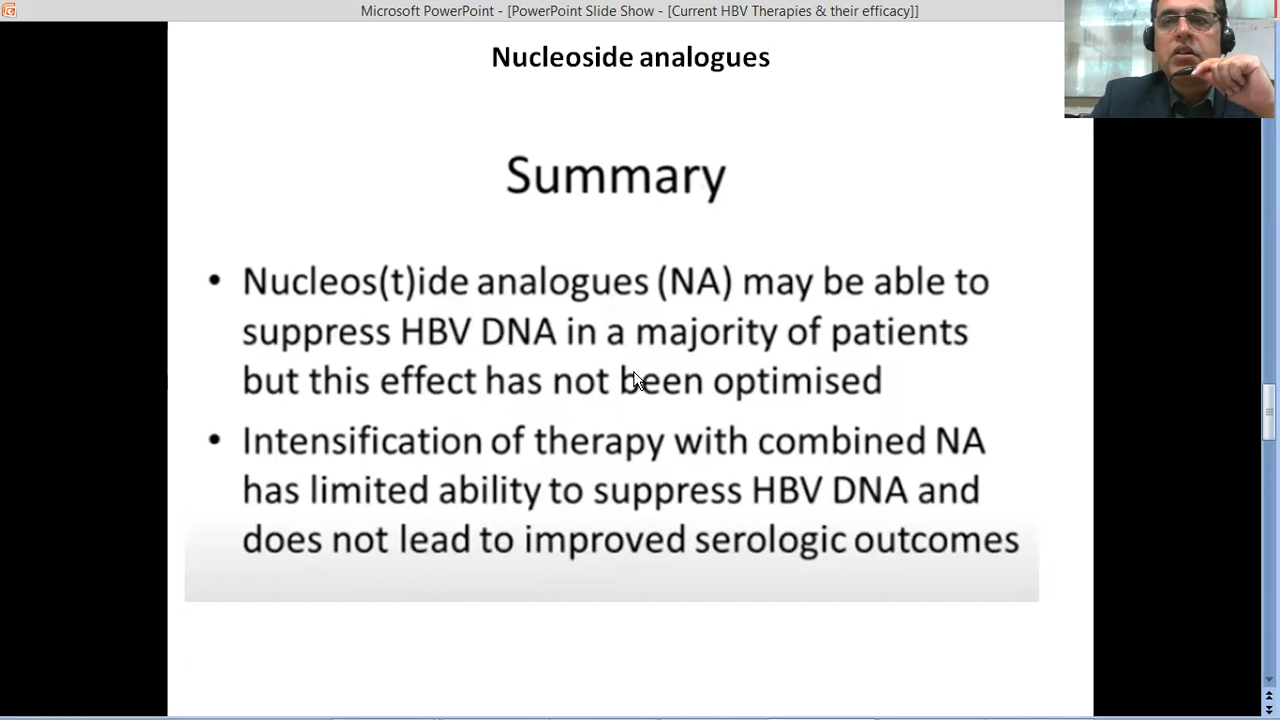 Microsoft PowerPoint - [PowerPoint Slide Show - [Current HBV Therapies & their efficacy]]
Nucleoside analogues
Summary
• Nucleos(t)ide analogues (NA) may be able to
suppress HBV DNA in a majority of patients
but this effect has not been optimised
• Intensification of therapy with combined NA
has limited ability to suppress HBV DNA and
does not lead to improved serologic outcomes